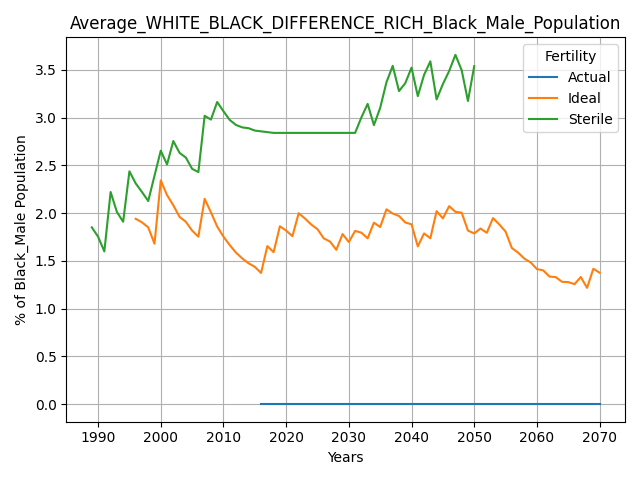 Average_WHITE_BLACK_DIFFERENCE_RICH_Black_Male_Population
Fertility
Actual
Ideal
Sterile
% of Black_Male Population
3.5
3.0
2.5
2.0
1.5
1.0
0.5
0.0
1990 2000 2010 2020 2030 2040 2050 2060 2070
Years